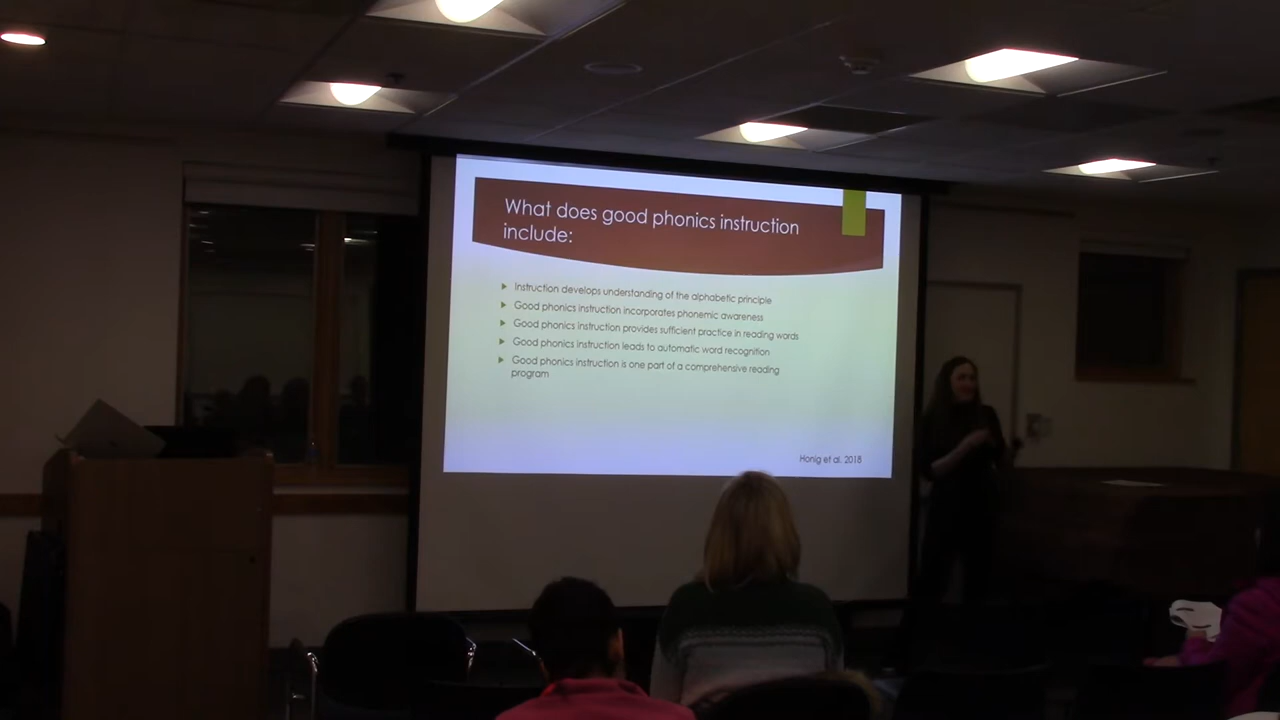 What does good phonics instruction
include:
Instruction develops understanding of the alphabetic principle
Good phonics instruction incorporates phonemic awareness
Good phonics instruction provides sufficient practice in reading words
Good phonics instruction leads to automatic word recognition
Good phonics instruction is one part of a comprehensive reading
program
Honig et al. 2018